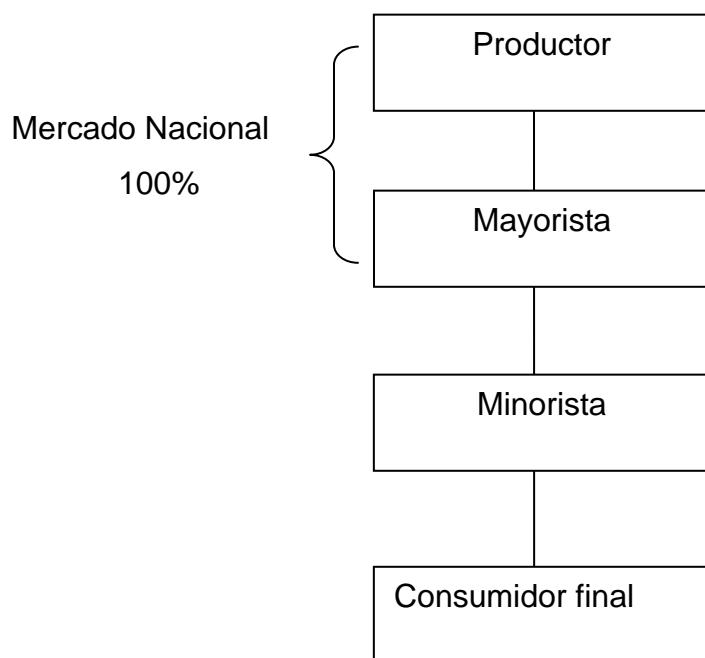 Productor
Mercado Nacional
100%
Mayorista
Minorista
Consumidor final